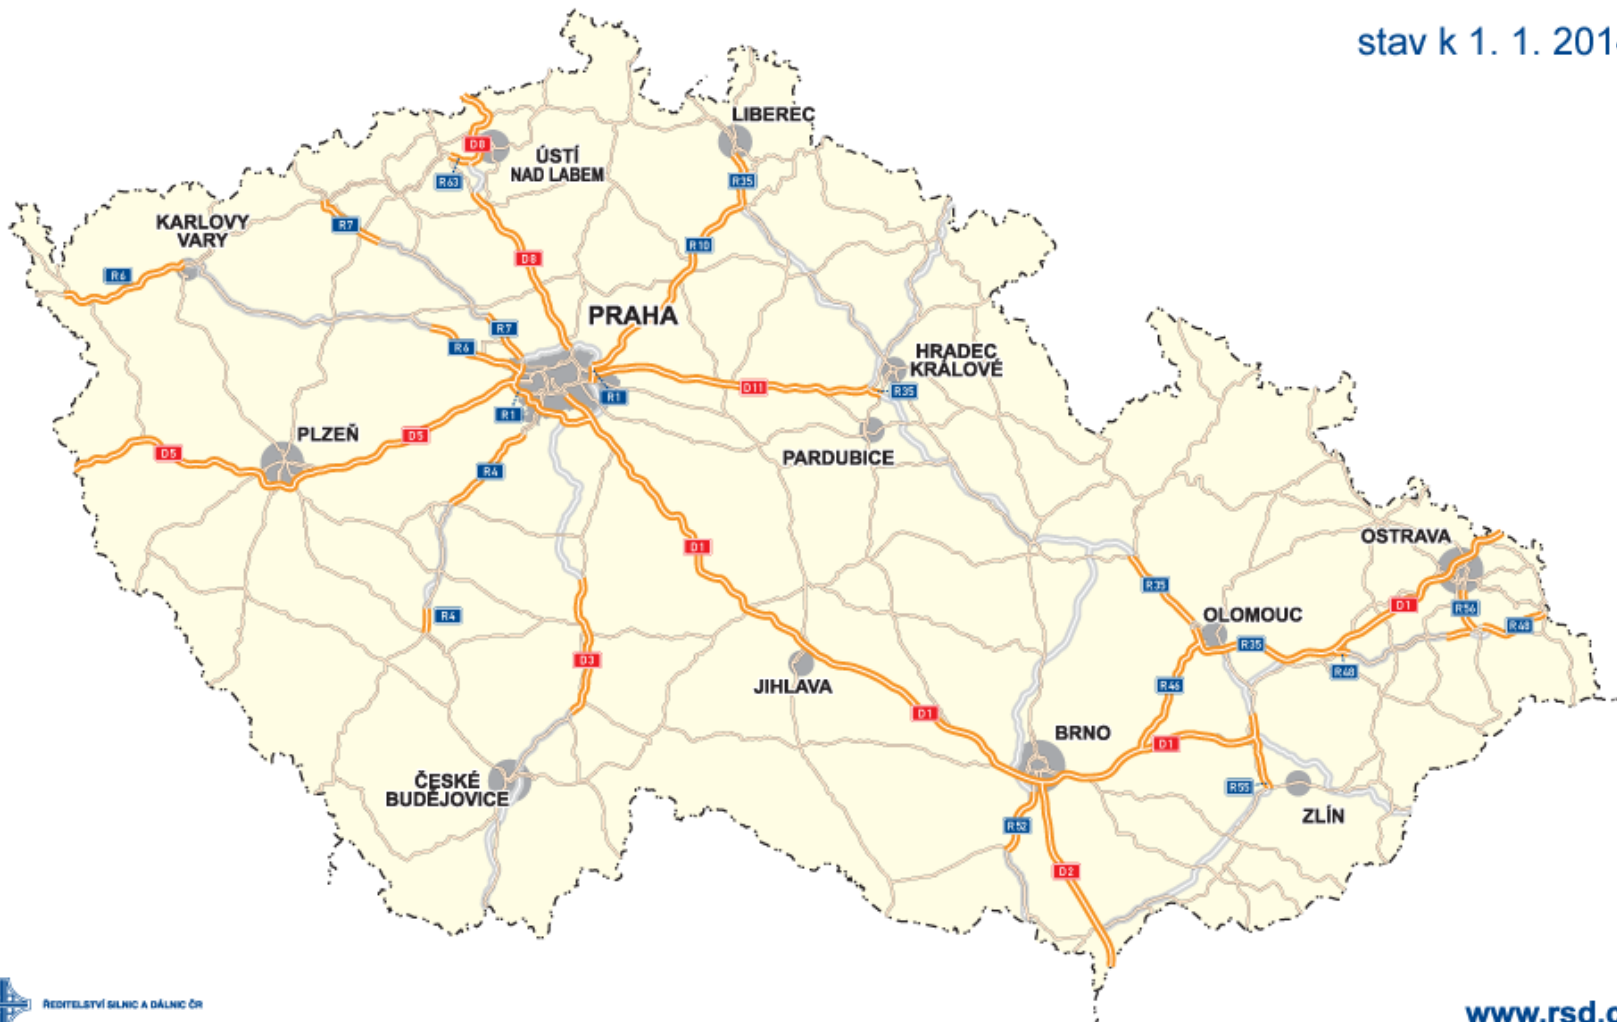 stav k 1. 1. 201
LIBEREC
D8
ÚSTÍ
NAD LABEM
R63
R35
KARLOVY
VARY
R7
R10
R6
D8
PRAHA
R7
R6
HRADEC
KRÁLOVÉ
D11
R35
R1
R1
PLZEŇ
D5
D5
PARDUBICE
R4
D1
OSTRAVA
R35
D1
R56
R4
OLOMOUC
R48
R35
D3
R48
JIHLAVA
R46
D1
BRNO
D1
ČESKÉ
BUDĚJOVICE
R55
ZLÍN
R52
D2
ŘEDITELSTVÍ SILNIC A DÁLNIC ČR
www.rsd.c